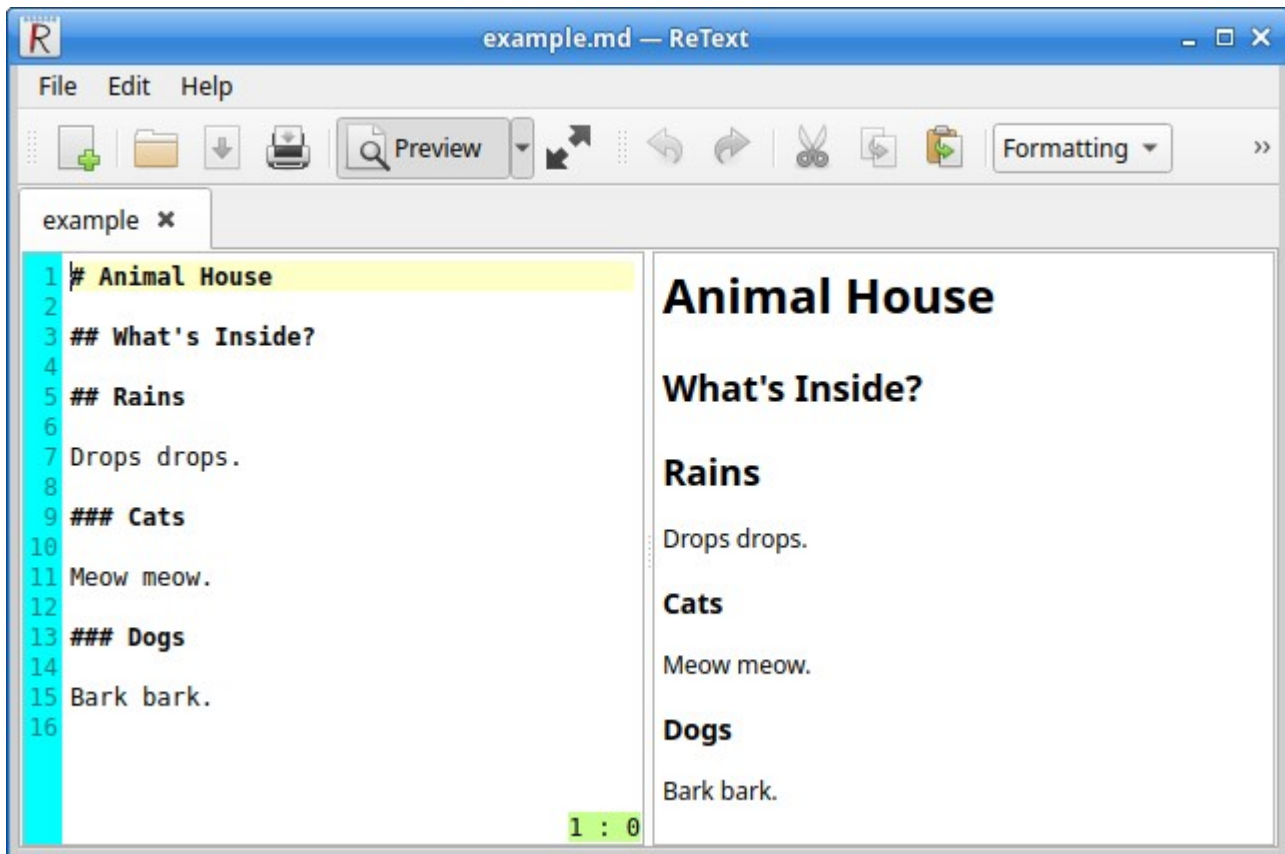 example.md — ReText
File Edit Help
Preview Formatting »
example ✖
1 # Animal House
2
3 ## What's Inside?
4
5 ## Rains
6
7 Drops drops.
8
9 ### Cats
10
11 Meow meow.
12
13 ### Dogs
14
15 Bark bark.
16
1 : 0
Animal House
What's Inside?
Rains
Drops drops.
Cats
Meow meow.
Dogs
Bark bark.